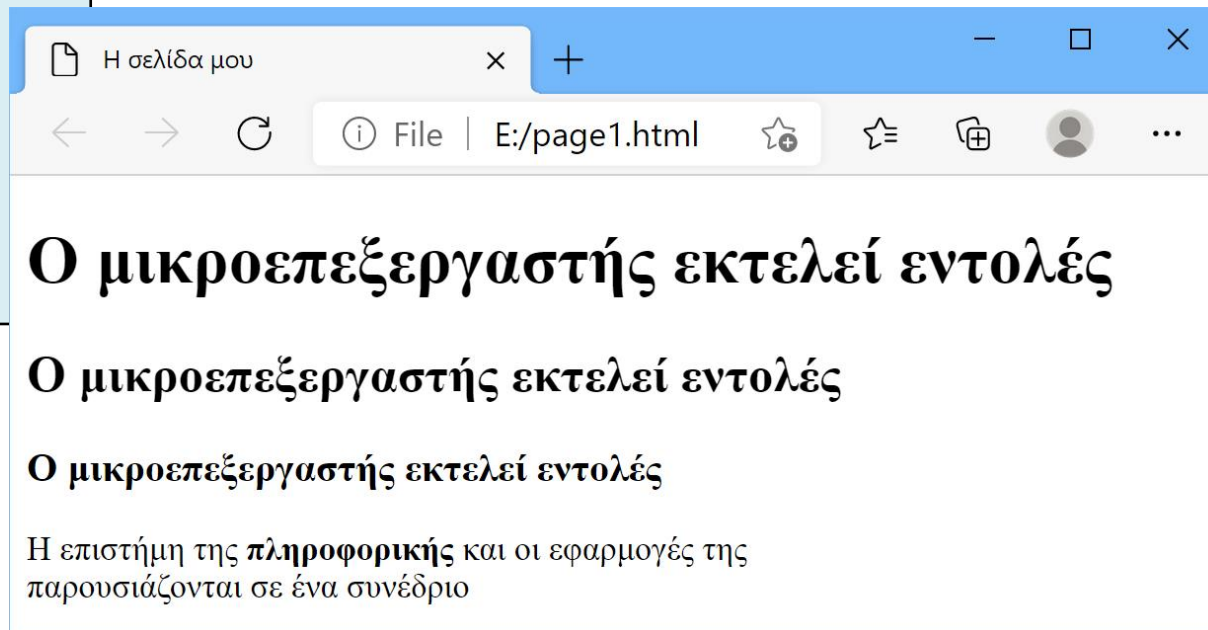 Η σελίδα μου
File | E:/page1.html
Ο μικροεπεξεργαστής εκτελεί εντολές
Ο μικροεπεξεργαστής εκτελεί εντολές
Ο μικροεπεξεργαστής εκτελεί εντολές
Η επιστήμη της πληροφορικής και οι εφαρμογές της
παρουσιάζονται σε ένα συνέδριο